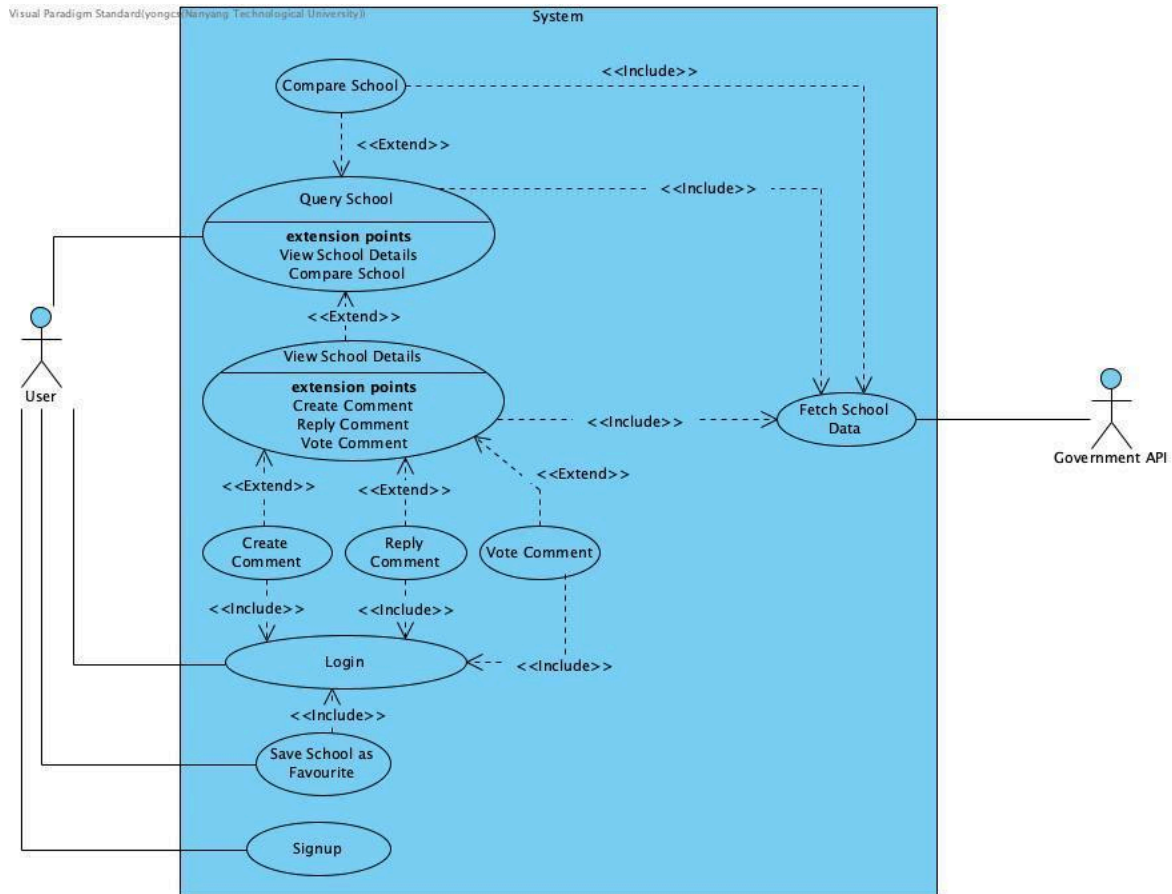 Visual Paradigm Standard(yongcs(Nanyang Technological University))
System
Compare School
<<Include>>
<<Extend>>
Query School
<<Include>>
extension points
View School Details
Compare School
<<Extend>>
View School Details
extension points
Create Comment
Reply Comment
Vote Comment
User
<<Include>>
Fetch School
Data
Government API
<<Extend>>
<<Extend>>
<<Extend>>
Create
Comment
Reply
Comment
Vote Comment
<<Include>>
<<Include>>
Login
<<Include>>
<<Include>>
Save School as
Favourite
Signup